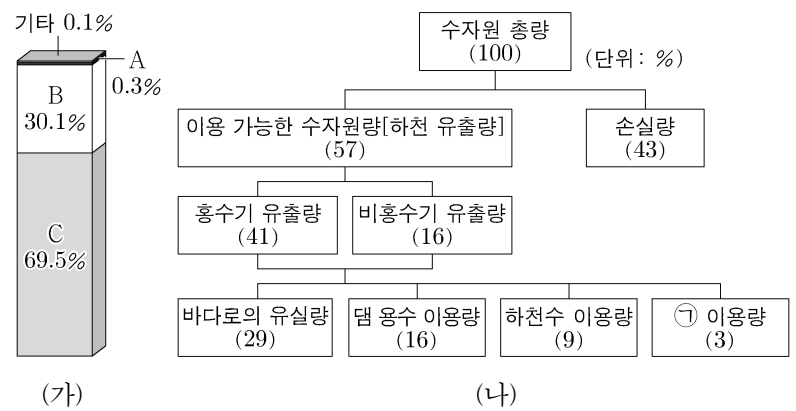 기타 0.1%
A
0.3%
B
30.1%
C
69.5%
(가)
수자원 총량
(100)
(단위 : %)
이용 가능한 수자원량[하천 유출량]
(57)
손실량
(43)
홍수기 유출량
(41)
비홍수기 유출량
(16)
바다로의 유실량
(29)
댐 용수 이용량
(16)
하천수 이용량
(9)
㉠ 이용량
(3)
(나)